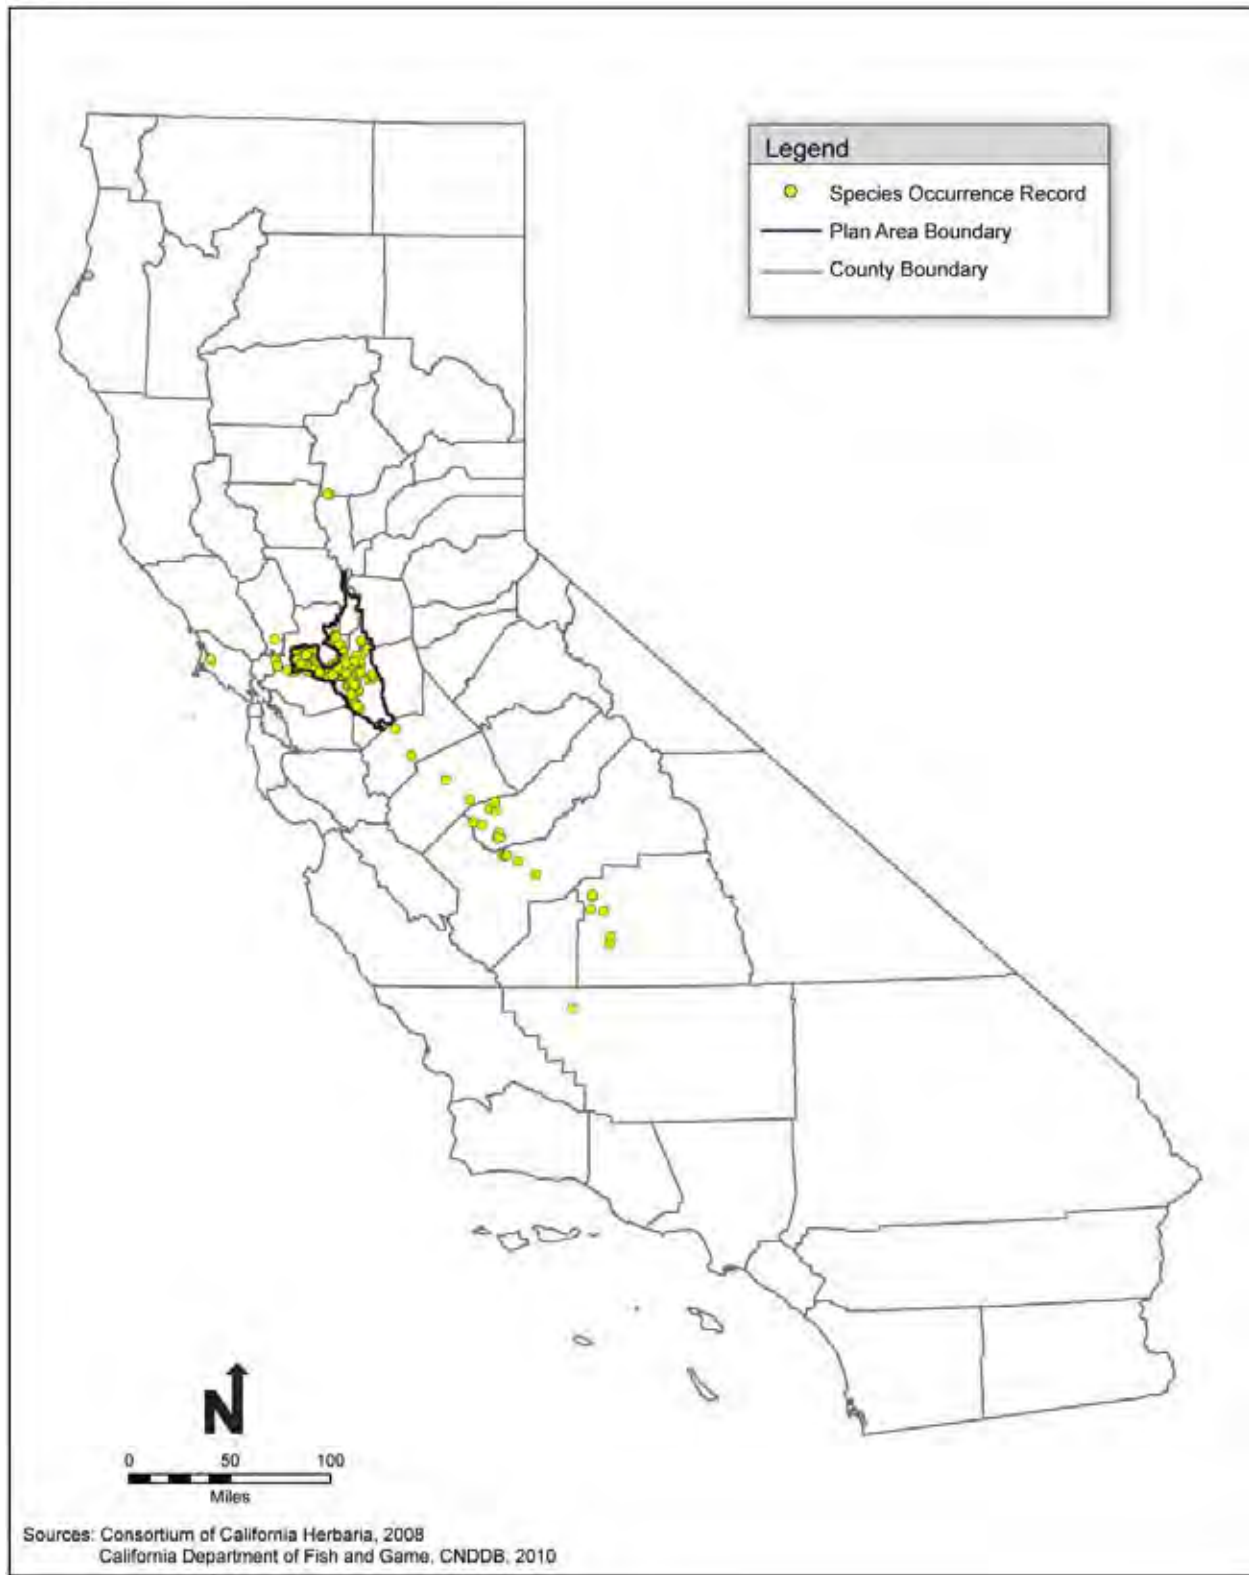 Legend
Species Occurrence Record
Plan Area Boundary
County Boundary
N
0 50 100
Miles
Sources: Consortium of California Herbaria, 2008
California Department of Fish and Game, CNDDB, 2010